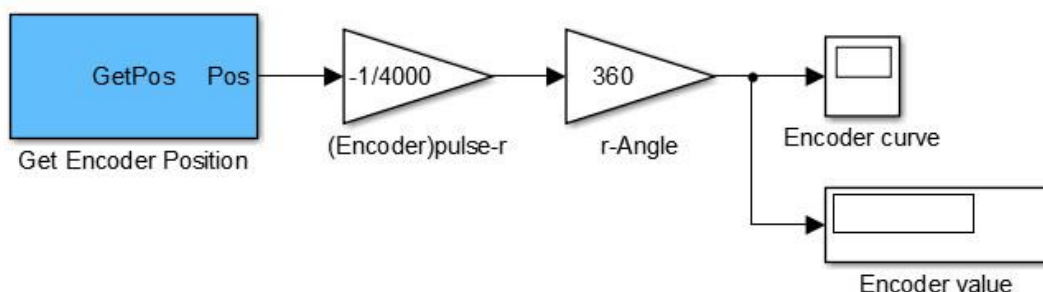 GetPos Pos
Get Encoder Position
-1/4000
(Encoder)pulse-r
360
r-Angle
Encoder curve
Encoder value